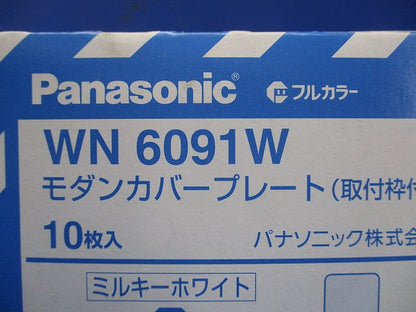 Panasonic® フルカラー
WN 6091W
モダンカバープレート(取付枠付
10枚入 パナソニック株式会
ミルキーホワイト